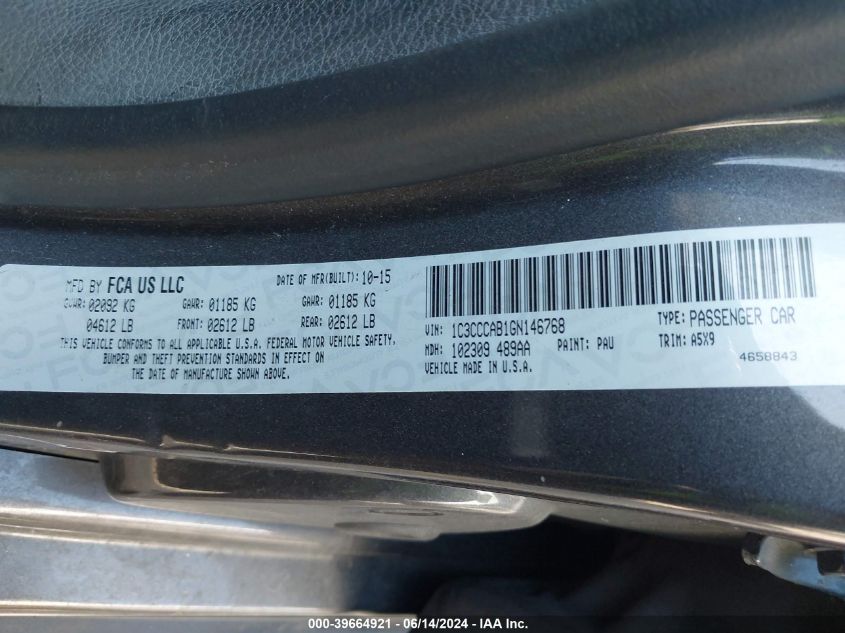 MFD BY FCA US LLC
DATE OF MFR(BUILT): 10-15
GVWR: 02092 KG
GAWR: 01185 KG
GAWR: 01185 KG
04612 LB
FRONT: 02612 LB
REAR: 02612 LB
THIS VEHICLE CONFORMS TO ALL APPLICABLE U.S.A. FEDERAL MOTOR VEHICLE SAFETY,
BUMPER AND THEFT PREVENTION STANDARDS IN EFFECT ON
THE DATE OF MANUFACTURE SHOWN ABOVE.
VIN: 1C3CCCAB1GN146768
TYPE: PASSENGER CAR
MDH: 102309 489AA
PAINT: PAU
TRIM: A5X9
VEHICLE MADE IN U.S.A.
4658843
000-39664921 - 06/14/2024 - IAA Inc.